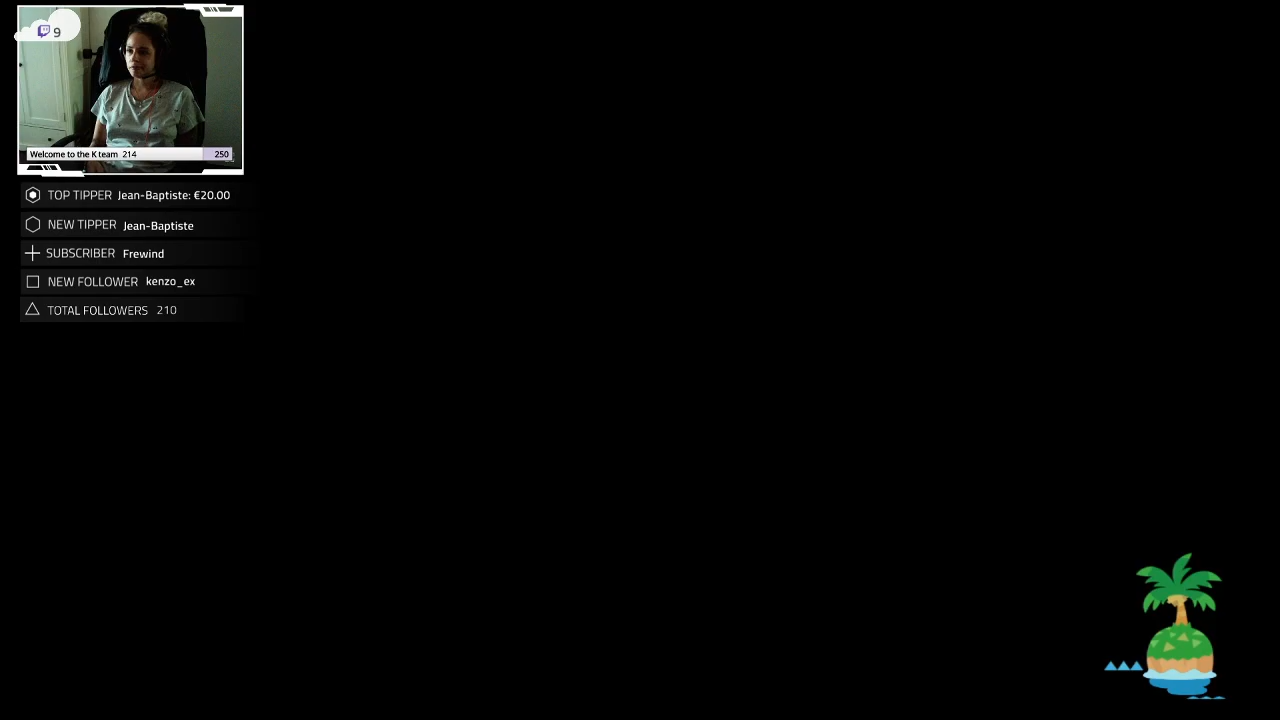 9
Welcome to the K team 214 250
TOP TIPPER Jean-Baptiste: €20.00
NEW TIPPER Jean-Baptiste
SUBSCRIBER Frewind
NEW FOLLOWER kenzo_ex
TOTAL FOLLOWERS 210